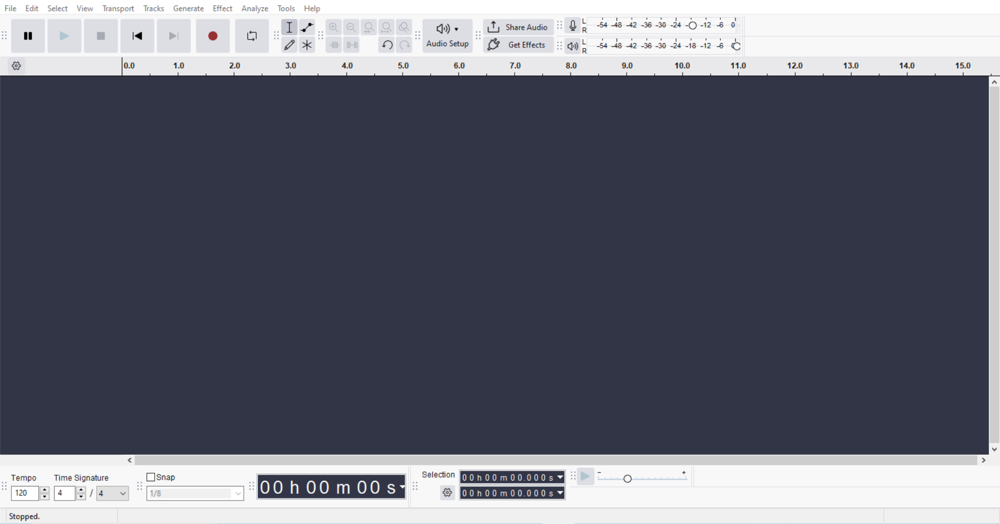 File Edit Select View Transport Tracks Generate Effect Analyze Tools Help
Audio Setup
Share Audio
Get Effects
L
R
-54 -48 -42 -36 -30 -24 - -12 -6 0
L
R
-54 -48 -42 -36 -30 -24 -18 -12 -6
0.0 1.0 2.0 3.0 4.0 5.0 6.0 7.0 8.0 9.0 10.0 11.0 12.0 13.0 14.0 15.0
Tempo
120
Time Signature
4 / 4
Snap
1/8
00 h 00 m 00 s
Selection
00 h 00 m 00.000 s
00 h 00 m 00.000 s
- +
Stopped.